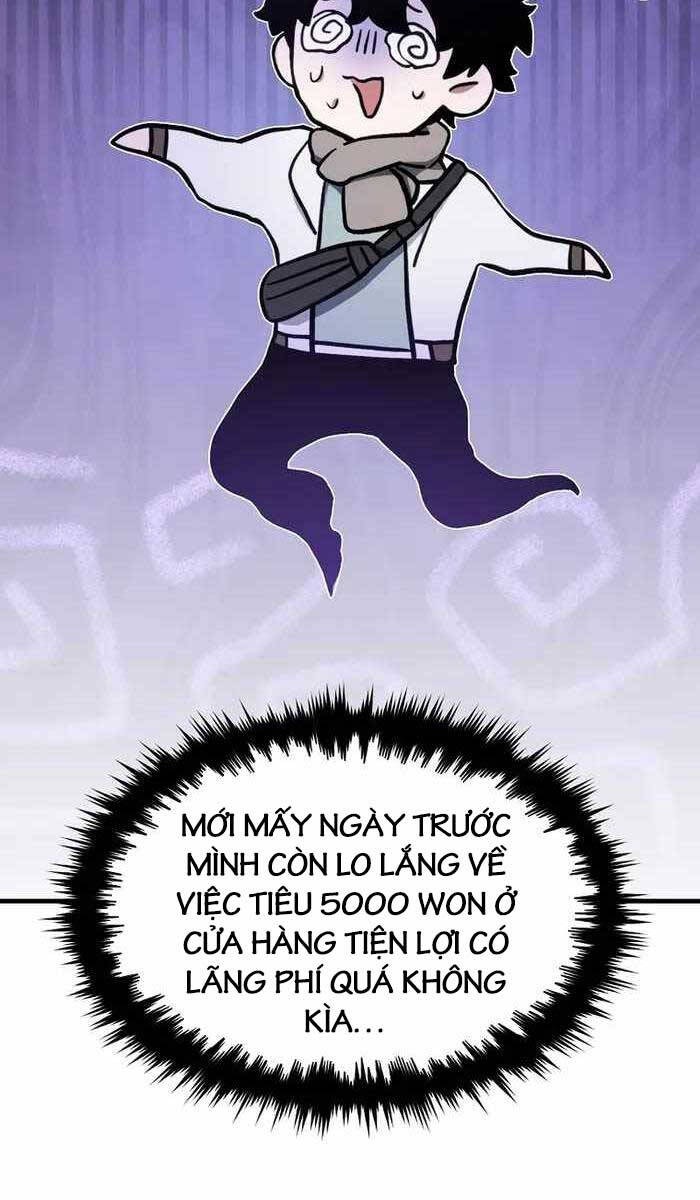 MỚI MẤY NGÀY TRƯỚC
MÌNH CÒN LO LẮNG VỀ
VIỆC TIÊU 5000 WON Ở
CỬA HÀNG TIỆN LỢI CÓ
LÃNG PHÍ QUÁ KHÔNG
KÌA...